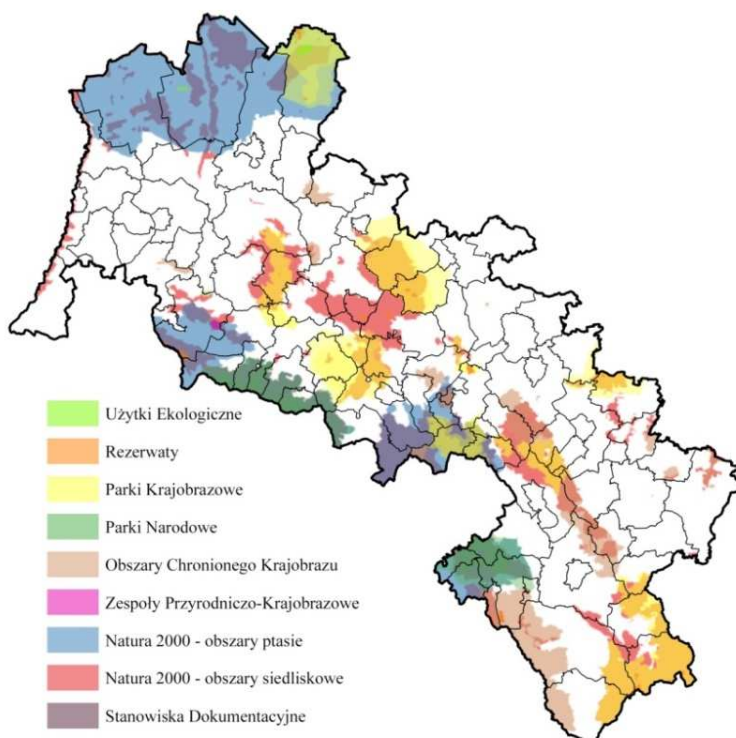 Użytki Ekologiczne
Rezerwaty
Parki Krajobrazowe
Parki Narodowe
Obszary Chronionego Krajobrazu
Zespoły Przyrodniczo-Krajobrazowe
Natura 2000 - obszary ptasie
Natura 2000 - obszary siedliskowe
Stanowiska Dokumentacyjne